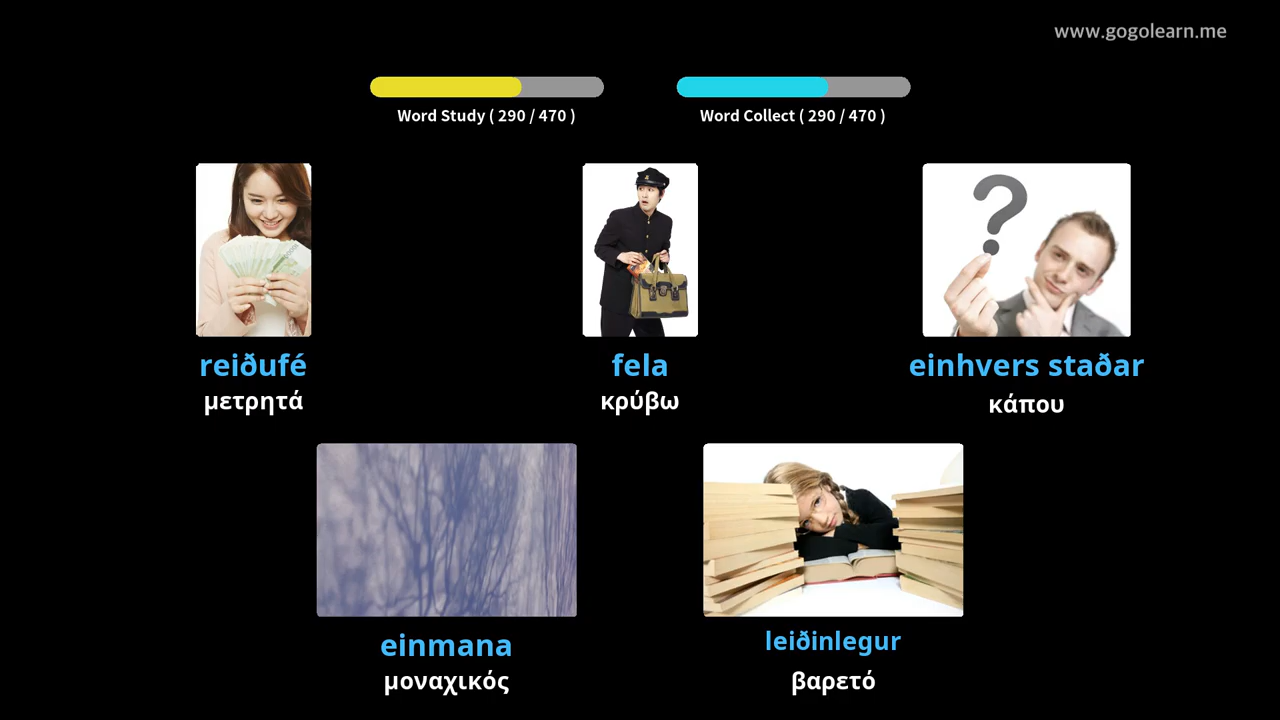 www.gogolearn.me
Word Study ( 290 / 470 )
Word Collect ( 290 / 470 )
reiðufé
μετρητά
fela
κρύβω
einhvers staðar
κάπου
einmana
μοναχικός
leiðinlegur
βαρετό